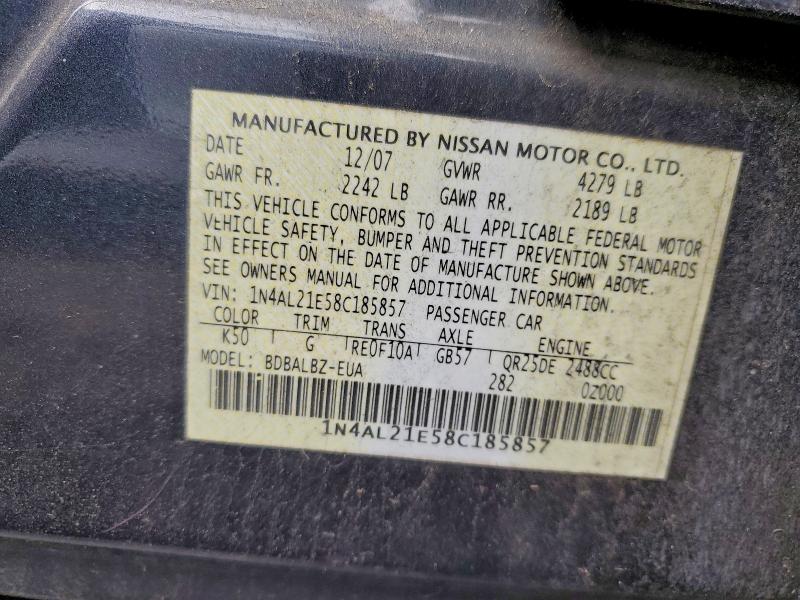 MANUFACTURED BY NISSAN MOTOR CO., LTD.
DATE 12/07 GVWR 4279 LB
GAWR FR. 2242 LB GAWR RR. 2189 LB
THIS VEHICLE CONFORMS TO ALL APPLICABLE FEDERAL MOTOR
VEHICLE SAFETY, BUMPER AND THEFT PREVENTION STANDARDS
IN EFFECT ON THE DATE OF MANUFACTURE SHOWN ABOVE.
SEE OWNERS MANUAL FOR ADDITIONAL INFORMATION.
VIN: 1N4AL21E58C185857 PASSENGER CAR
COLOR TRIM TRANS AXLE ENGINE
K50 G RE0F10A GB57 QR25DE 2488CC
MODEL: BDBALBZ-EUA 282 0Z000
1N4AL21E58C185857